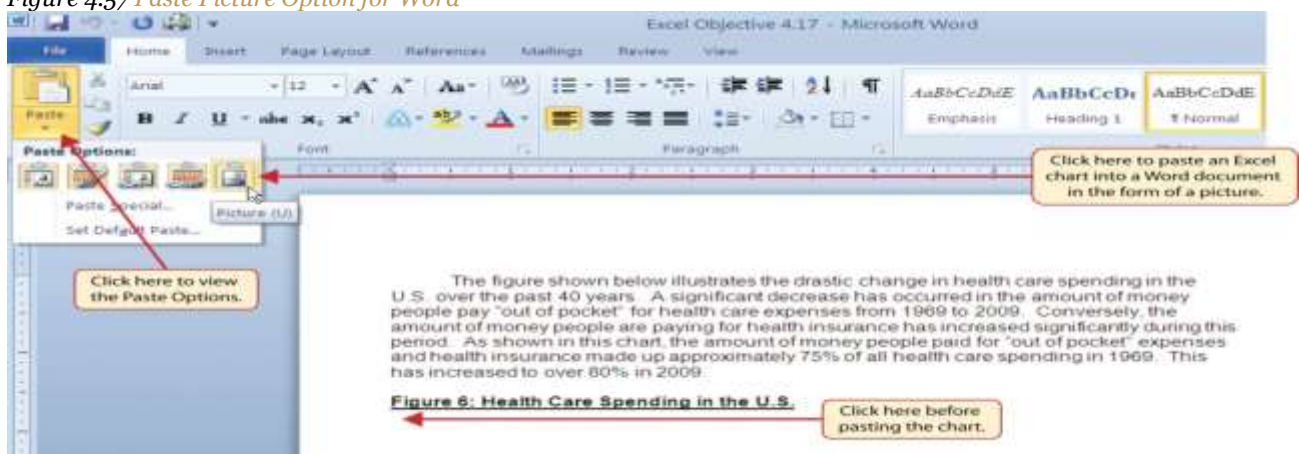 Figure 4.57 Paste Picture Option for Word
Excel Objective 4.17 - Microsoft Word
File Home Insert Page Layout References Mailings Review View
Arial 12 A A Aa
Paste B I U abc x, x² A
AaBbCcDdE AaBbCcDc AaBbCcDdE
Emphasis Heading 1 ¶ Normal
Paste Options: Font Paragraph
Paste Special...
Picture (U)
Set Default Paste...
Click here to paste an Excel
chart into a Word document
in the form of a picture.
Click here to view
the Paste Options.
The figure shown below illustrates the drastic change in health care spending in the
U.S. over the past 40 years. A significant decrease has occurred in the amount of money
people pay "out of pocket" for health care expenses from 1969 to 2009. Conversely, the
amount of money people are paying for health insurance has increased significantly during this
period. As shown in this chart, the amount of money people paid for "out of pocket" expenses
and health insurance made up approximately 75% of all health care spending in 1969. This
has increased to over 80% in 2009.
Figure 6: Health Care Spending in the U.S.
Click here before
pasting the chart.